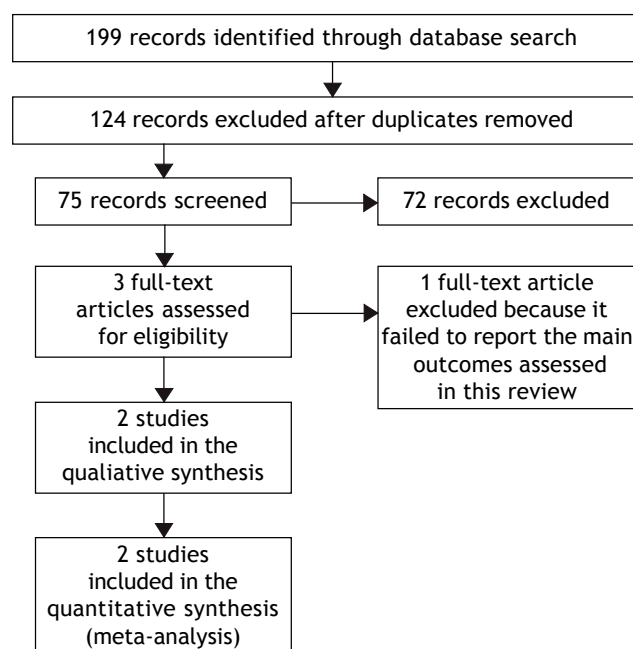 199 records identified through database search
124 records excluded after duplicates removed
75 records screened
72 records excluded
3 full-text
articles assessed
for eligibility
1 full-text article
excluded because it
failed to report the main
outcomes assessed
in this review
2 studies
included in the
qualiative synthesis
2 studies
included in the
quantitative synthesis
(meta-analysis)